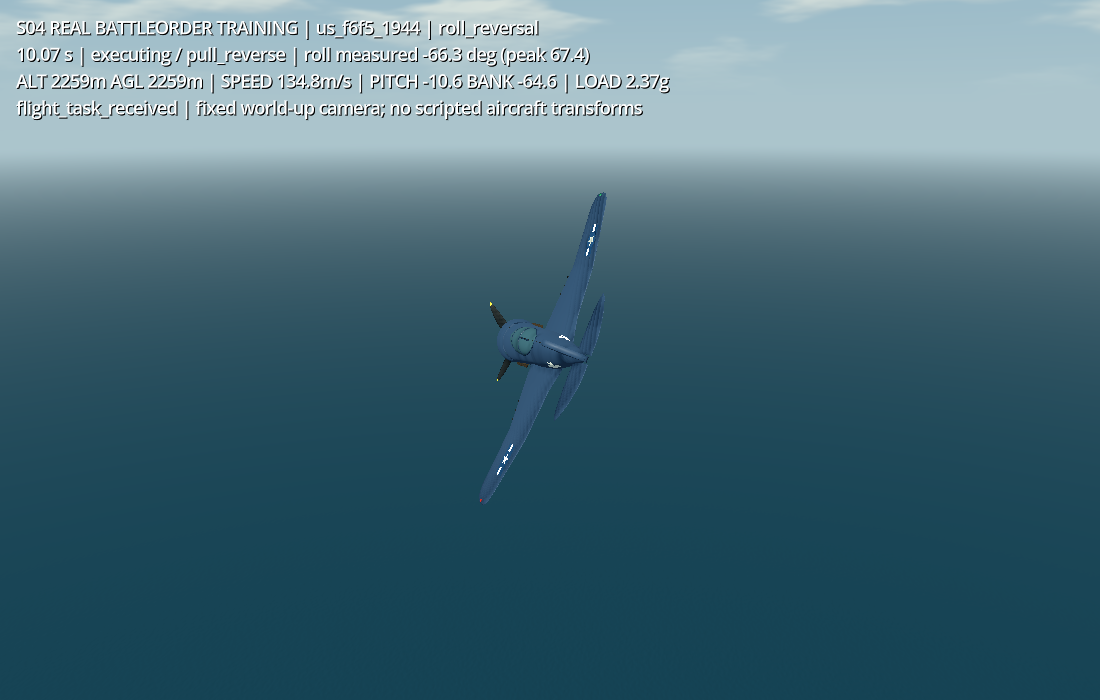 S04 REAL BATTLEORDER TRAINING | us_f6f5_1944 | roll_reversal
10.07 s | executing / pull_reverse | roll measured -66.3 deg (peak 67.4)
ALT 2259m AGL 2259m | SPEED 134.8m/s | PITCH -10.6 BANK -64.6 | LOAD 2.37g
flight_task_received | fixed world-up camera; no scripted aircraft transforms